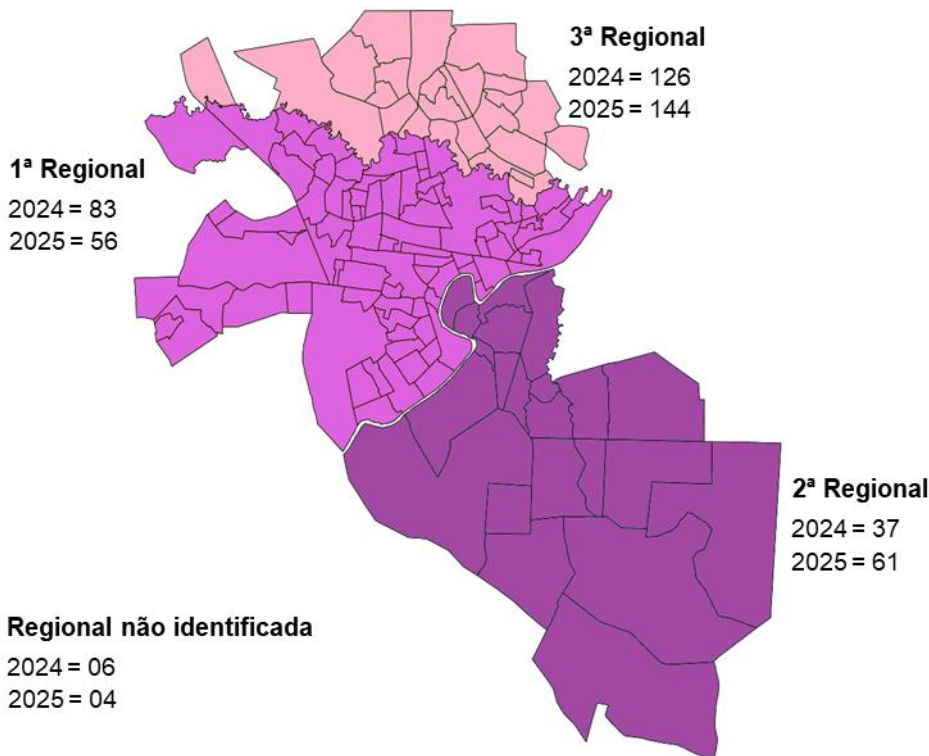 3ª Regional
2024 = 126
2025 = 144
1ª Regional
2024 = 83
2025 = 56
2ª Regional
2024 = 37
2025 = 61
Regional não identificada
2024 = 06
2025 = 04